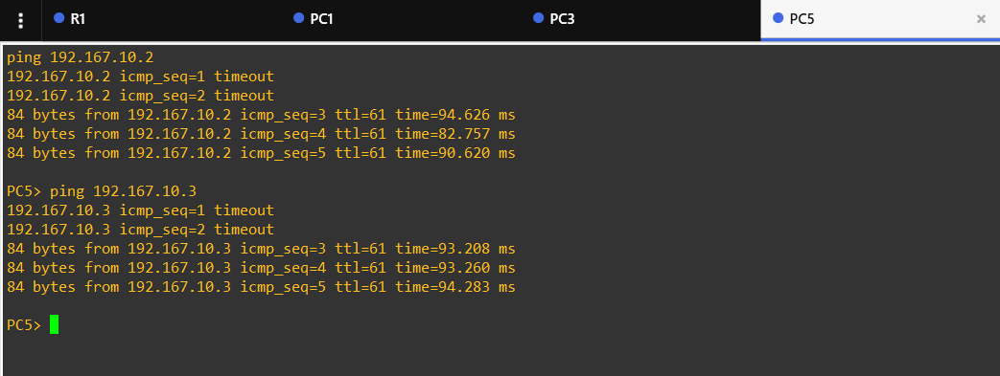 R1
PC1
PC3
PC5
ping 192.167.10.2
192.167.10.2 icmp_seq=1 timeout
192.167.10.2 icmp_seq=2 timeout
84 bytes from 192.167.10.2 icmp_seq=3 ttl=61 time=94.626 ms
84 bytes from 192.167.10.2 icmp_seq=4 ttl=61 time=82.757 ms
84 bytes from 192.167.10.2 icmp_seq=5 ttl=61 time=90.620 ms
PC5> ping 192.167.10.3
192.167.10.3 icmp_seq=1 timeout
192.167.10.3 icmp_seq=2 timeout
84 bytes from 192.167.10.3 icmp_seq=3 ttl=61 time=93.208 ms
84 bytes from 192.167.10.3 icmp_seq=4 ttl=61 time=93.260 ms
84 bytes from 192.167.10.3 icmp_seq=5 ttl=61 time=94.283 ms
PC5>